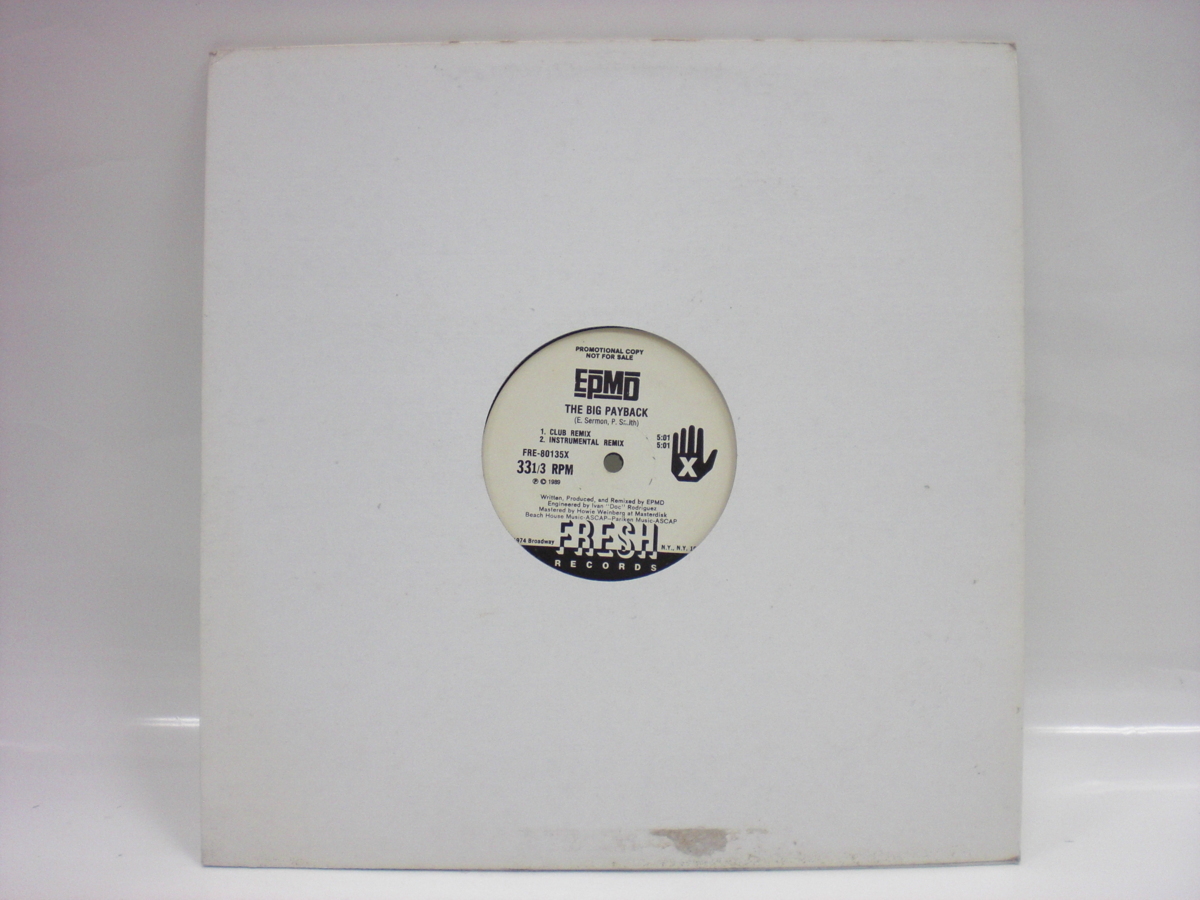 PROMOTIONAL COPY
NOT FOR SALE
EPMD
THE BIG PAYBACK
(E. Sermon, P. Smith)
1. CLUB REMIX 5:01
2. INSTRUMENTAL REMIX 5:01
X
FRE-80135X
33 1/3 RPM
Ⓟ © 1989
Written, Produced, and Remixed by EPMD
Engineered by Ivan "Doc" Rodriguez
Mastered by Howie Weinberg at Masterdisk
Beach House Music-ASCAP-Pariken Music-ASCAP
Broadway FRESH N.Y., N.Y.
RECORDS